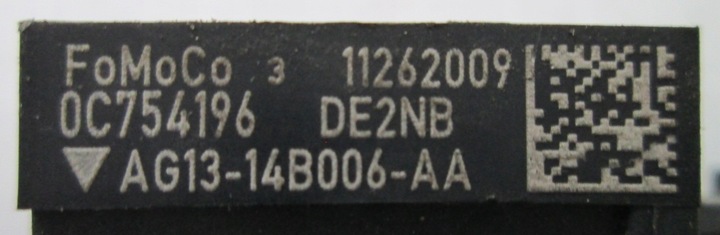 FoMoCo 3 11262009
0C754196 DE2NB
AG13-14B006-AA